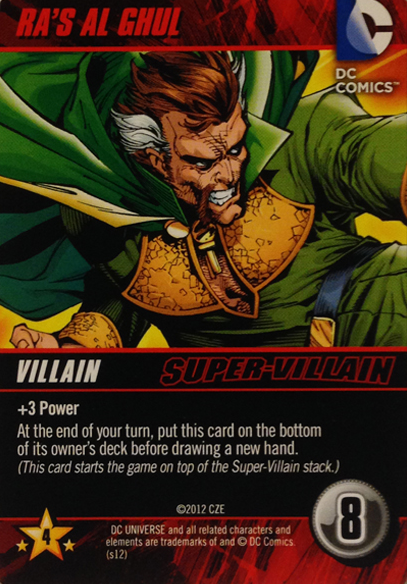 RA'S AL GHUL
DC
DC
COMICS™
VILLAIN
SUPER-VILLAIN
+3 Power
At the end of your turn, put this card on the bottom
of its owner's deck before drawing a new hand.
(This card starts the game on top of the Super-Villain stack.)
©2012 CZE
4
DC UNIVERSE and all related characters and
elements are trademarks of and © DC Comics.
(s12)
8